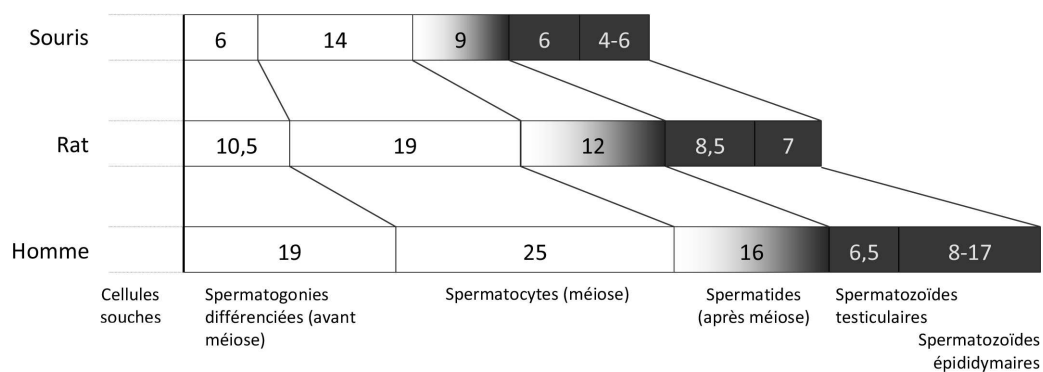 Souris 6 14 9 6 4-6
Rat 10,5 19 12 8,5 7
Homme 19 25 16 6,5 8-17
Cellules
souches
Spermatogonies
différenciées (avant
méiose)
Spermatocytes (méiose)
Spermatides
(après méiose)
Spermatozoïdes
testiculaires
Spermatozoïdes
épididymaires